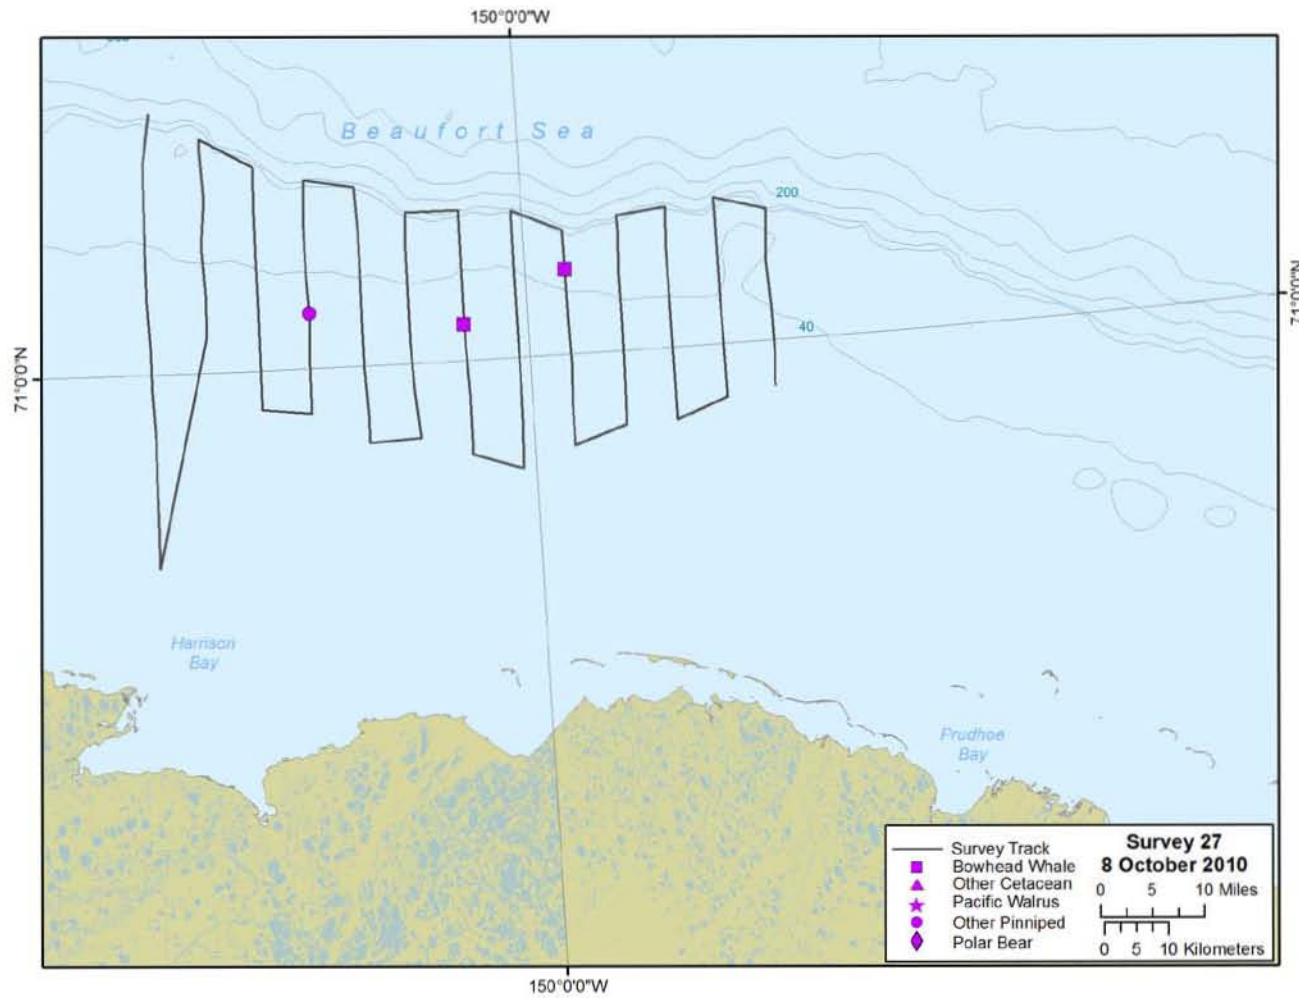 150°0'0"W
Beaufort Sea
200
71°0'0"N
40
71°0'0"N
Harrison
Bay
Prudhoe
Bay
Survey 27
8 October 2010
Survey Track
Bowhead Whale
Other Cetacean
Pacific Walrus
Other Pinniped
Polar Bear
0 5 10 Miles
0 5 10 Kilometers
150°0'0"W